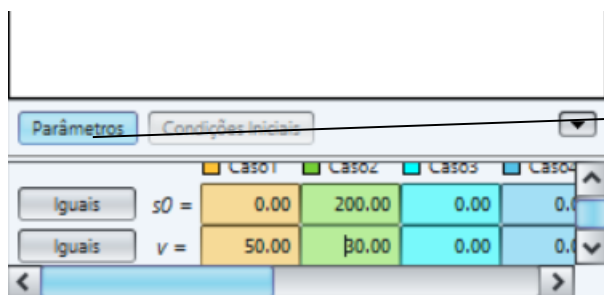 Parâmetros Condições Iniciais
Caso1 Caso2 Caso3 Caso4
Iguais s0 = 0.00 200.00 0.00
Iguais v = 50.00 30.00 0.00